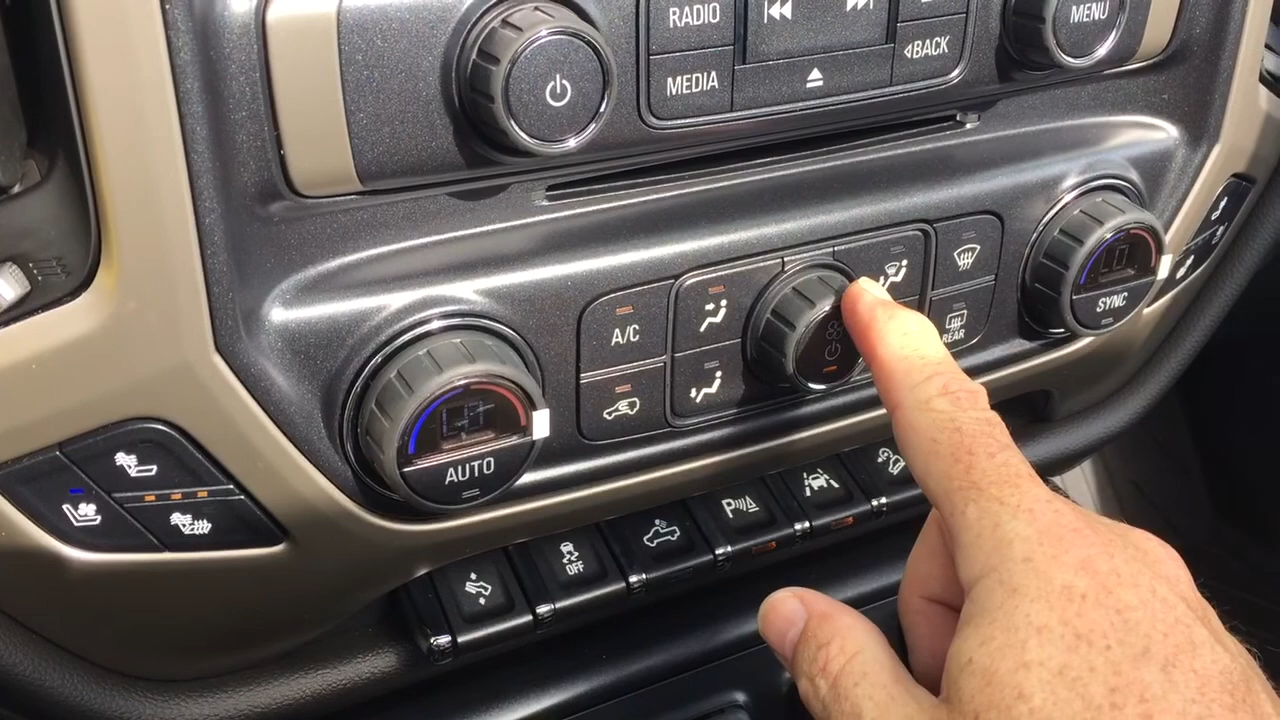 RADIO
MENU
MEDIA
BACK
A/C
SYNC
REAR
AUTO
P
OFF